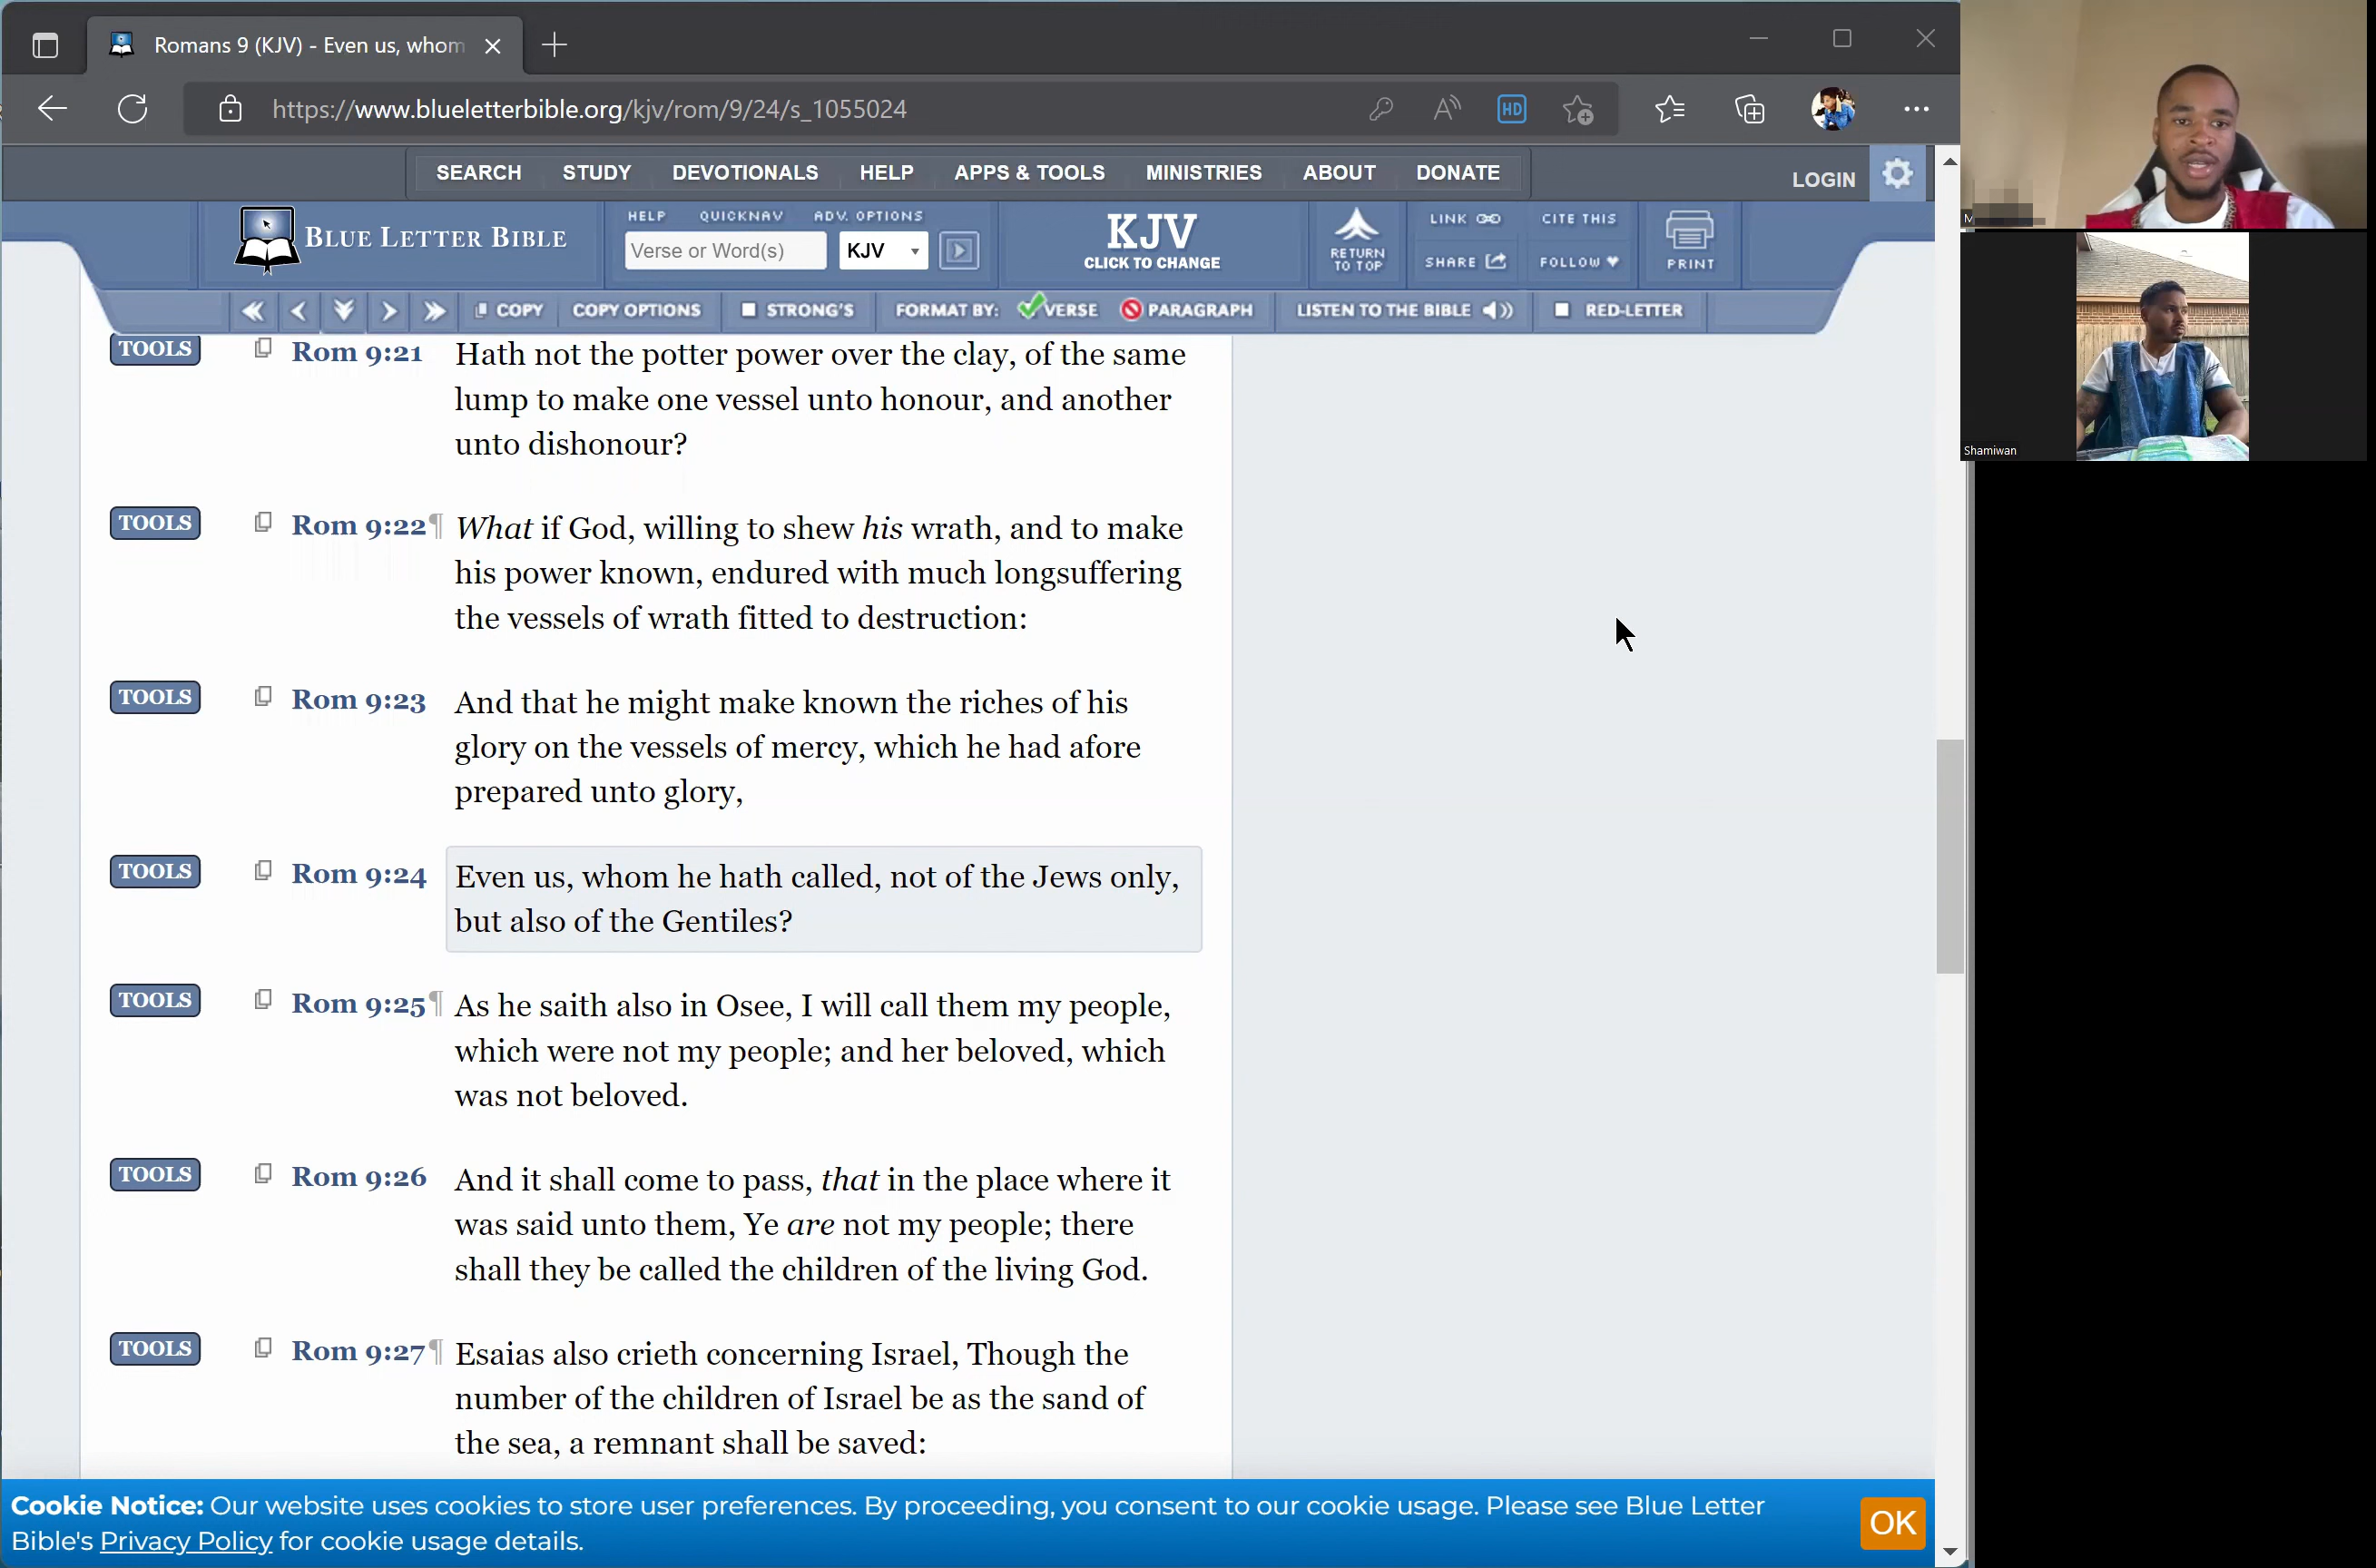 Romans 9 (KJV) - Even us, whom
https://www.blueletterbible.org/kjv/rom/9/24/s_1055024
HD
SEARCH STUDY DEVOTIONALS HELP APPS & TOOLS MINISTRIES ABOUT DONATE
LOGIN
BLUE LETTER BIBLE
HELP QUICKNAV ADV. OPTIONS
Verse or Word(s) KJV
KJV
CLICK TO CHANGE
RETURN
TO TOP
LINK CITE THIS
SHARE FOLLOW
PRINT
COPY COPY OPTIONS STRONG'S FORMAT BY: VERSE PARAGRAPH LISTEN TO THE BIBLE RED-LETTER
TOOLS Rom 9:21 Hath not the potter power over the clay, of the same
lump to make one vessel unto honour, and another
unto dishonour?
TOOLS Rom 9:22¶ What if God, willing to shew his wrath, and to make
his power known, endured with much longsuffering
the vessels of wrath fitted to destruction:
TOOLS Rom 9:23 And that he might make known the riches of his
glory on the vessels of mercy, which he had afore
prepared unto glory,
TOOLS Rom 9:24 Even us, whom he hath called, not of the Jews only,
but also of the Gentiles?
TOOLS Rom 9:25¶ As he saith also in Osee, I will call them my people,
which were not my people; and her beloved, which
was not beloved.
TOOLS Rom 9:26 And it shall come to pass, that in the place where it
was said unto them, Ye are not my people; there
shall they be called the children of the living God.
TOOLS Rom 9:27¶ Esaias also crieth concerning Israel, Though the
number of the children of Israel be as the sand of
the sea, a remnant shall be saved:
Cookie Notice: Our website uses cookies to store user preferences. By proceeding, you consent to our cookie usage. Please see Blue Letter
Bible's Privacy Policy for cookie usage details.
OK
Shamiwan